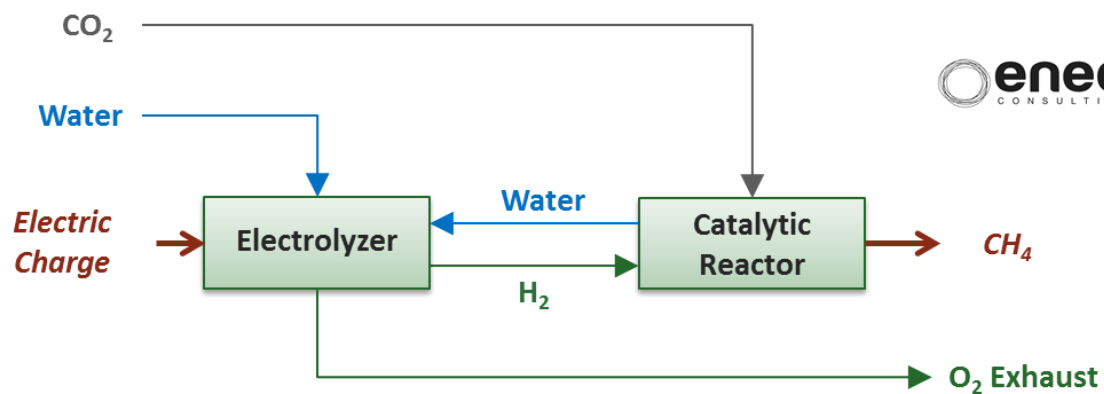 CO₂
Water
Electric
Charge
Electrolyzer
Water
H₂
Catalytic
Reactor
CH₄
O₂ Exhaust